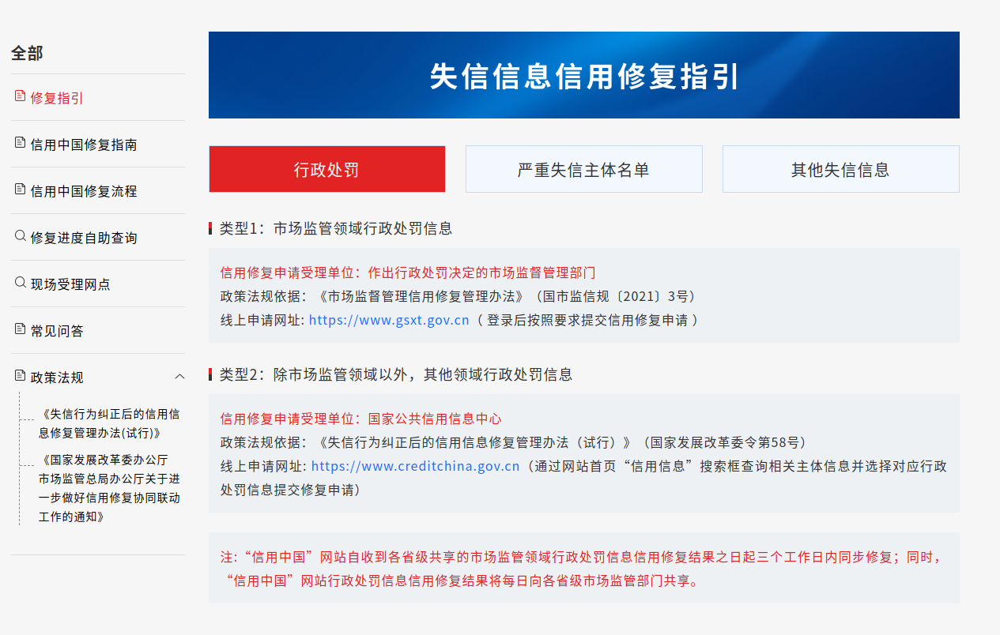 全部
修复指引
信用中国修复指南
信用中国修复流程
修复进度自助查询
现场受理网点
常见问答
政策法规
《失信行为纠正后的信用信
息修复管理办法(试行)》
《国家发展改革委办公厅
市场监管总局办公厅关于进
一步做好信用修复协同联动
工作的通知》
失信信息信用修复指引
行政处罚
严重失信主体名单
其他失信信息
类型1：市场监管领域行政处罚信息
信用修复申请受理单位：作出行政处罚决定的市场监督管理部门
政策法规依据：《市场监督管理信用修复管理办法》（国市监信规〔2021〕3号）
线上申请网址: https://www.gsxt.gov.cn（ 登录后按照要求提交信用修复申请 ）
类型2：除市场监管领域以外，其他领域行政处罚信息
信用修复申请受理单位：国家公共信用信息中心
政策法规依据：《失信行为纠正后的信用信息修复管理办法（试行）》（国家发展改革委令第58号）
线上申请网址: https://www.creditchina.gov.cn（通过网站首页“信用信息”搜索框查询相关主体信息并选择对应行政
处罚信息提交修复申请）
注:“信用中国”网站自收到各省级共享的市场监管领域行政处罚信息信用修复结果之日起三个工作日内同步修复；同时，
“信用中国”网站行政处罚信息信用修复结果将每日向各省级市场监管部门共享。